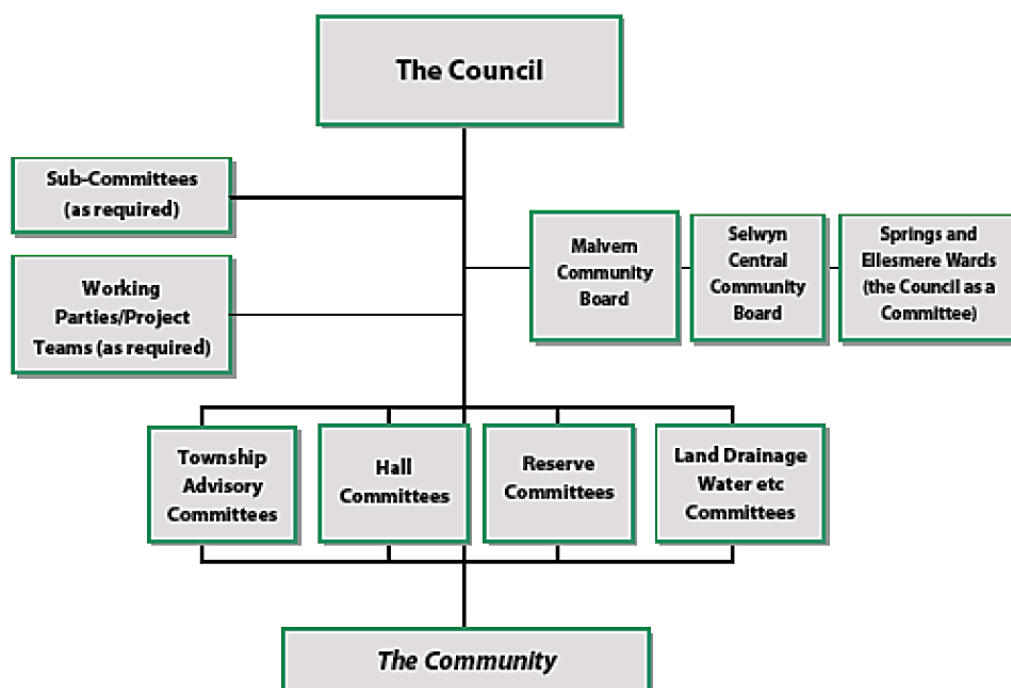 The Council
Sub-Committees
(as required)
Working
Parties/Project
Teams (as required)
Malvern
Community
Board
Selwyn
Central
Community
Board
Springs and
Ellesmere Wards
(the Council as a
Committee)
Township
Advisory
Committees
Hall
Committees
Reserve
Committees
Land Drainage
Water etc
Committees
The Community